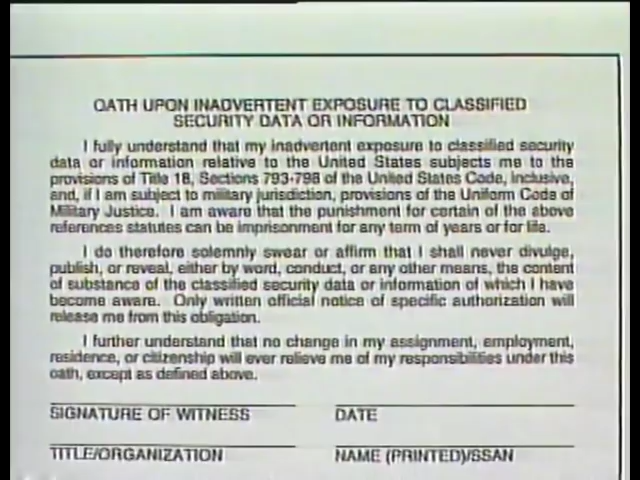 OATH UPON INADVERTENT EXPOSURE TO CLASSIFIED
SECURITY DATA OR INFORMATION
I fully understand that my inadvertent exposure to classified security
data or information relative to the United States subjects me to the
provisions of Title 18, Sections 793-798 of the United States Code, inclusive,
and, if I am subject to military jurisdiction, provisions of the Uniform Code of
Military Justice. I am aware that the punishment for certain of the above
references statutes can be imprisonment for any term of years or for life.
I do therefore solemnly swear or affirm that I shall never divulge,
publish, or reveal, either by word, conduct, or any other means, the content
of substance of the classified security data or information of which I have
become aware. Only written official notice of specific authorization will
release me from this obligation.
I further understand that no change in my assignment, employment,
residence, or citizenship will ever relieve me of my responsibilities under this
oath, except as defined above.
SIGNATURE OF WITNESS DATE
TITLE/ORGANIZATION NAME (PRINTED)/SSAN